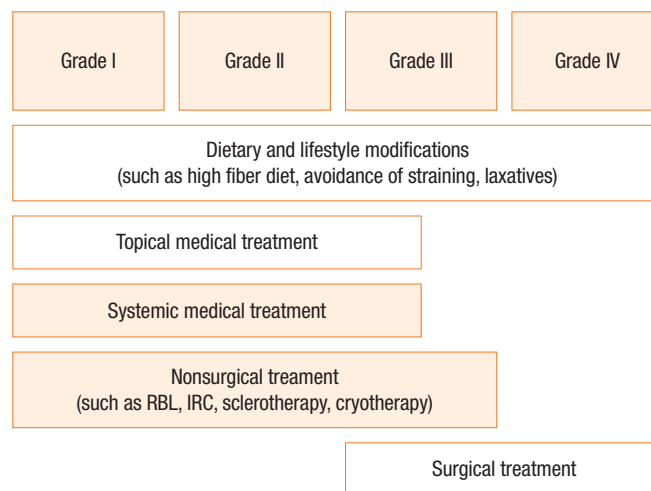 Grade I
Grade II
Grade III
Grade IV
Dietary and lifestyle modifications
(such as high fiber diet, avoidance of straining, laxatives)
Topical medical treatment
Systemic medical treatment
Nonsurgical treament
(such as RBL, IRC, sclerotherapy, cryotherapy)
Surgical treatment